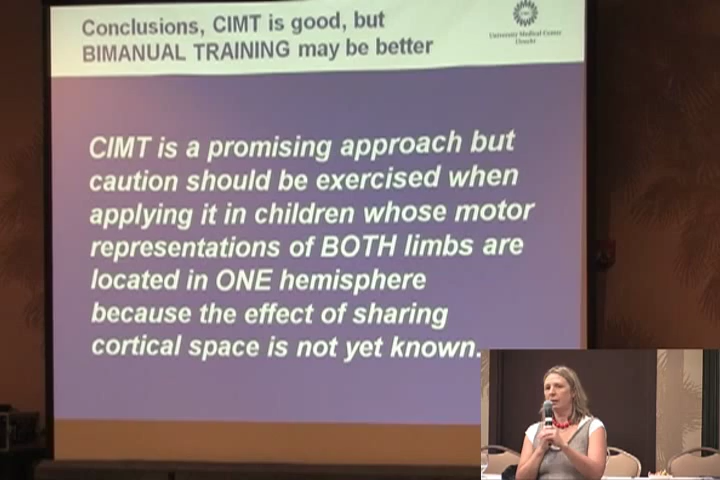 Conclusions, CIMT is good, but
BIMANUAL TRAINING may be better
University Medical Center
Utrecht
CIMT is a promising approach but
caution should be exercised when
applying it in children whose motor
representations of BOTH limbs are
located in ONE hemisphere
because the effect of sharing
cortical space is not yet known.